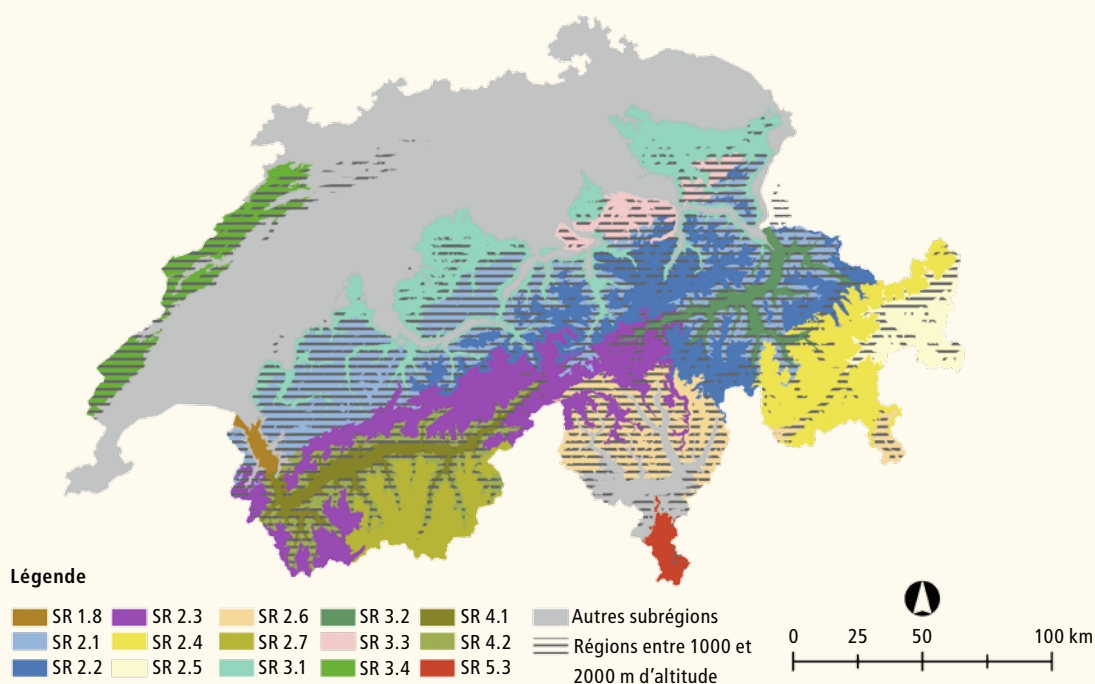 Légende
SR 1.8 SR 2.3 SR 2.6 SR 3.2 SR 4.1 Autres subrégions
SR 2.1 SR 2.4 SR 2.7 SR 3.3 SR 4.2 Régions entre 1000 et
2000 m d’altitude
SR 2.2 SR 2.5 SR 3.1 SR 3.4 SR 5.3
0 25 50 100 km